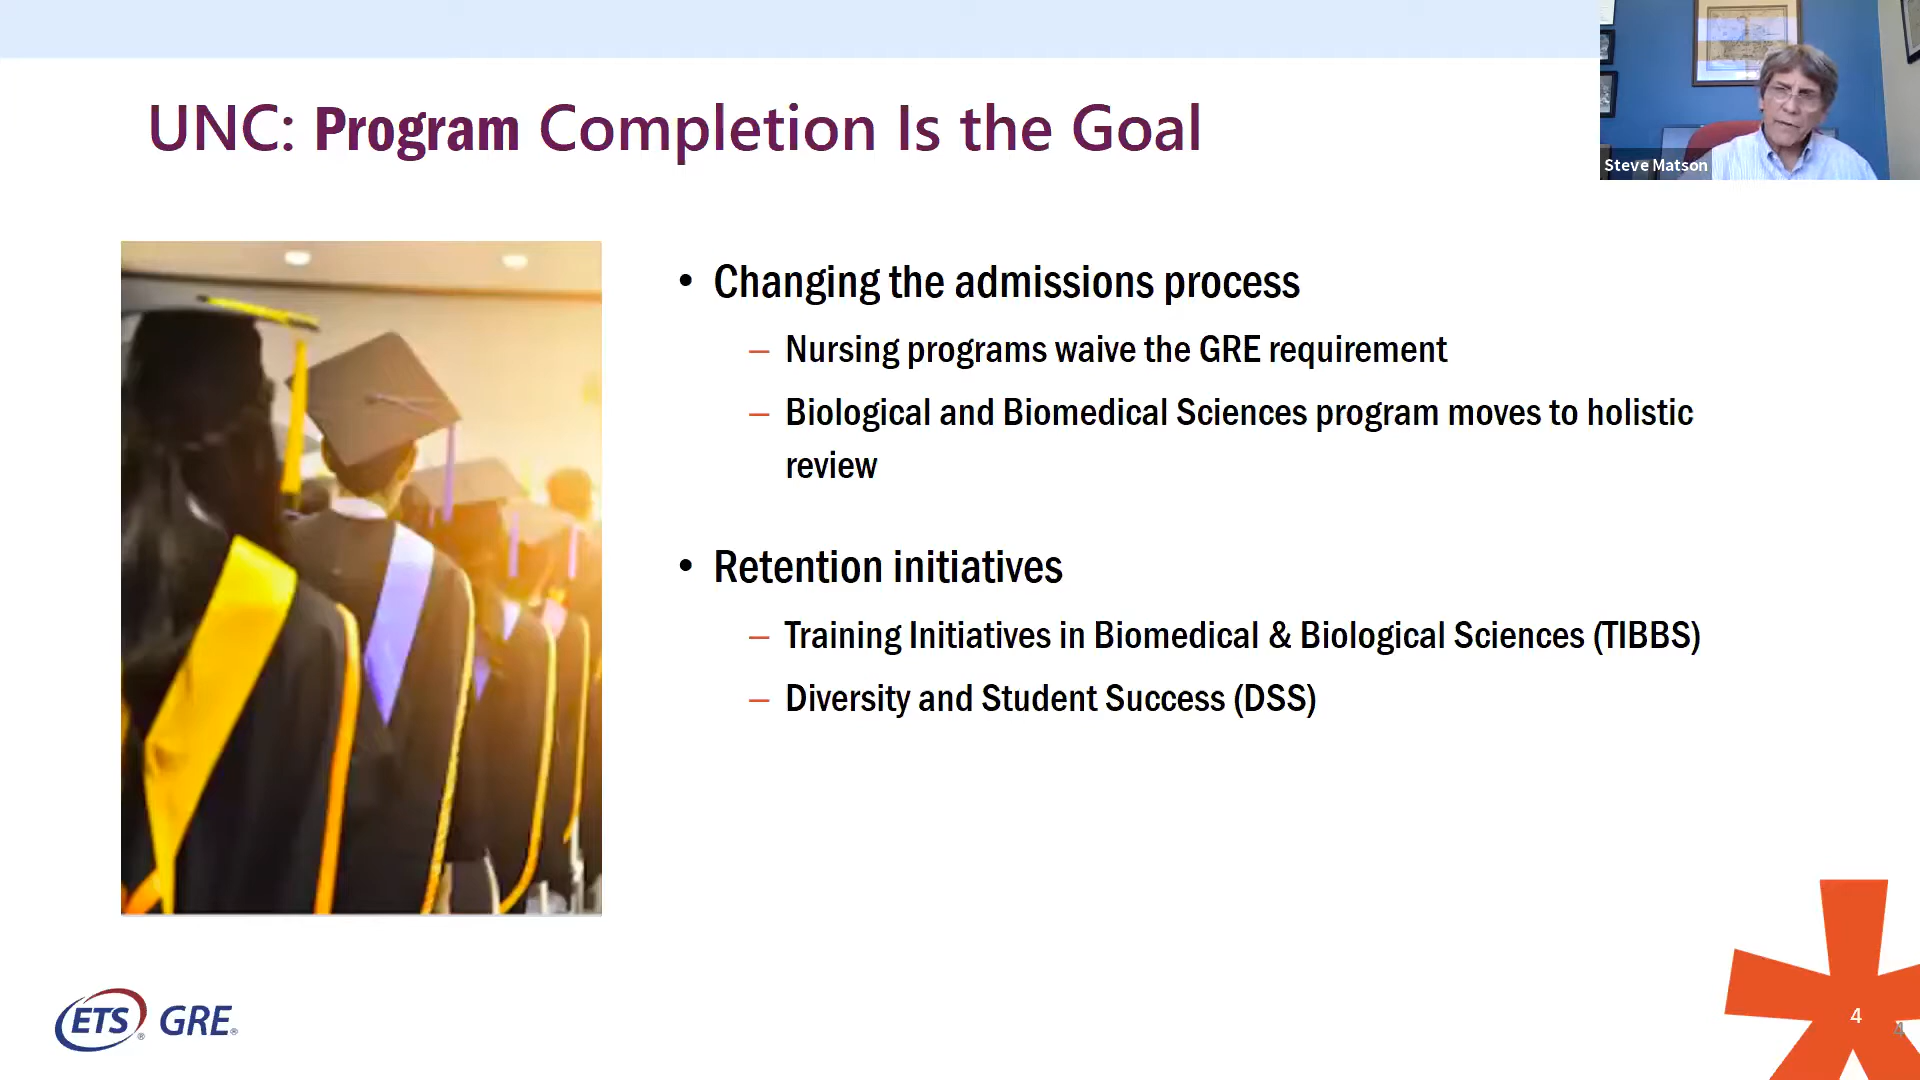 UNC: Program Completion Is the Goal
Steve Matson
• Changing the admissions process
– Nursing programs waive the GRE requirement
– Biological and Biomedical Sciences program moves to holistic
review
• Retention initiatives
– Training Initiatives in Biomedical & Biological Sciences (TIBBS)
– Diversity and Student Success (DSS)
ETS® GRE®
4
4